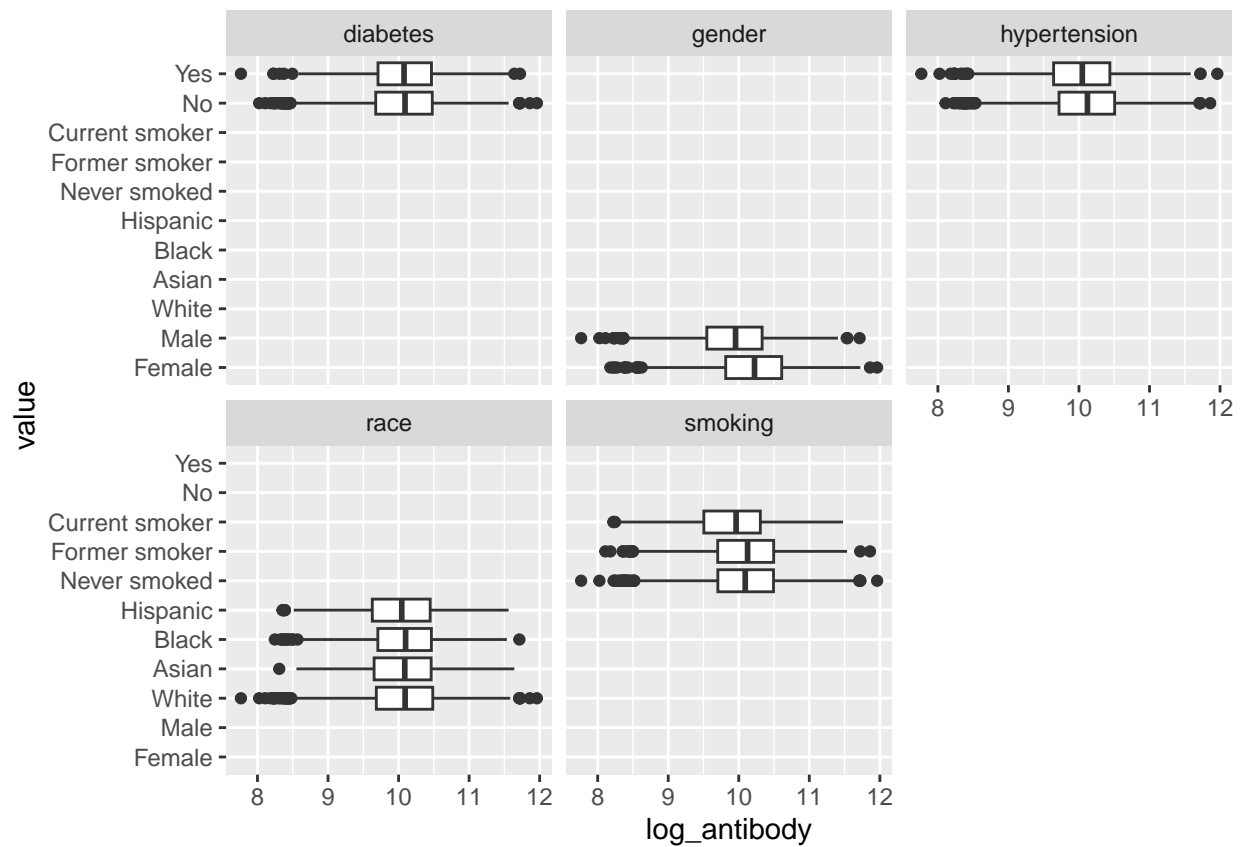 diabetes
gender
hypertension
Yes
No
Current smoker
Former smoker
Never smoked
Hispanic
Black
Asian
White
Male
Female
8 9 10 11 12
race
smoking
Yes
No
Current smoker
Former smoker
Never smoked
Hispanic
Black
Asian
White
Male
Female
8 9 10 11 12
8 9 10 11 12
log_antibody
value